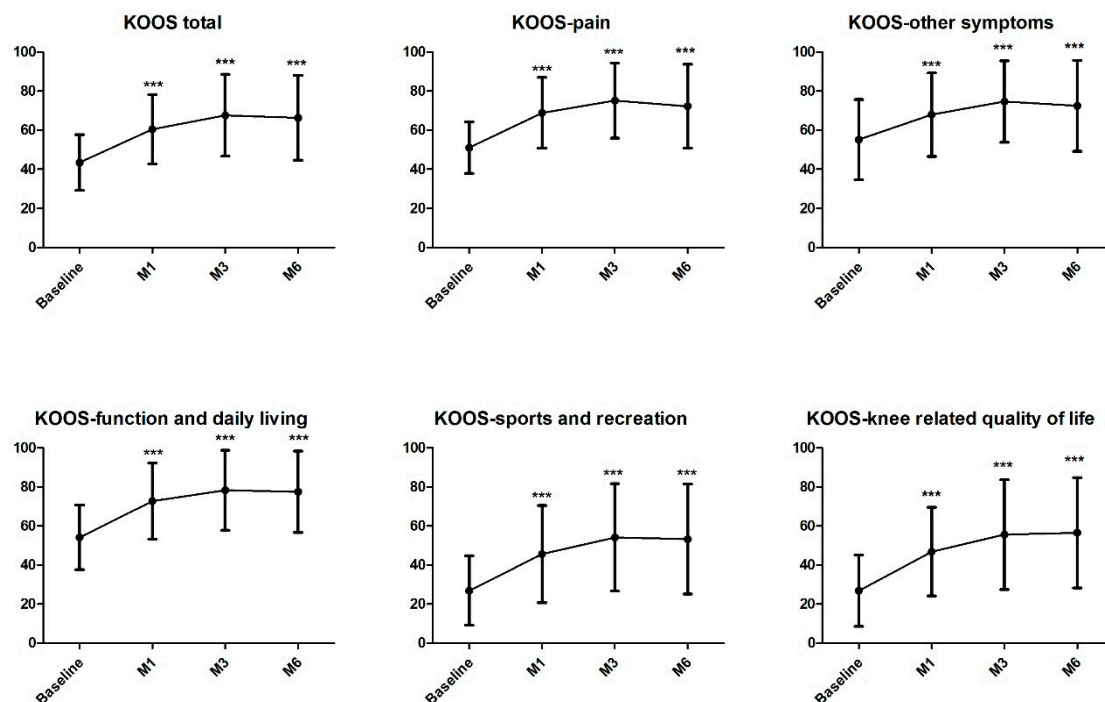 KOOS total
100
80
60
40
20
0
***
***
***
Baseline
M1
M3
M6
KOOS-pain
100
80
60
40
20
0
***
***
***
Baseline
M1
M3
M6
KOOS-other symptoms
100
80
60
40
20
0
***
***
***
Baseline
M1
M3
M6
KOOS-function and daily living
100
80
60
40
20
0
***
***
***
Baseline
M1
M3
M6
KOOS-sports and recreation
100
80
60
40
20
0
***
***
***
Baseline
M1
M3
M6
KOOS-knee related quality of life
100
80
60
40
20
0
***
***
***
Baseline
M1
M3
M6